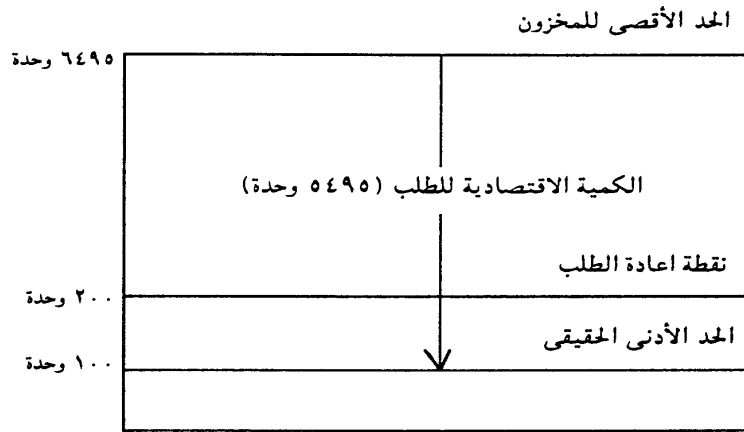 الحد الأقصى للمخزون
٦٤٩٥ وحدة
الكمية الاقتصادية للطلب (٥٤٩٥ وحدة)
نقطة اعادة الطلب
٢٠٠ وحدة
الحد الأدنى الحقيقى
١٠٠ وحدة